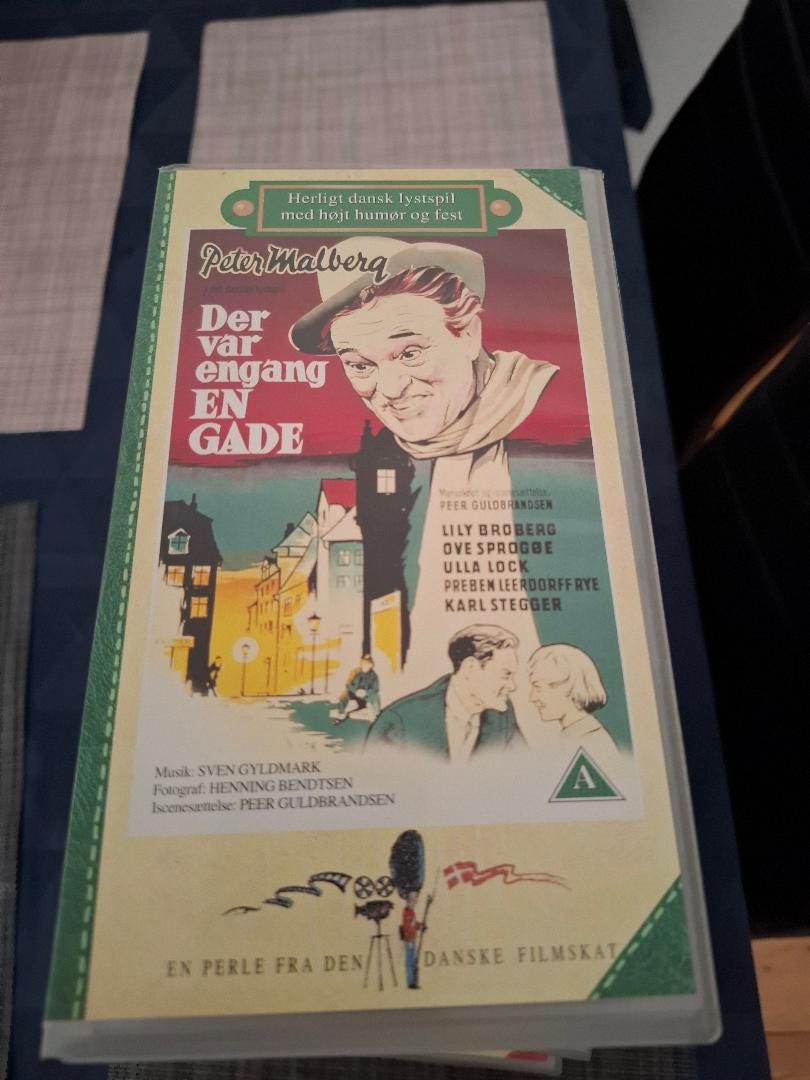 Herligt dansk lystspil
med højt humør og fest
Peter Malberg
Der
var
engang
EN
GADE
Manuskript og iscenesættelse:
PEER GULDBRANDSEN
LILY BROBERG
OVE SPROGØE
ULLA LOCK
PREBEN LERDORFF RYE
KARL STEGGER
Musik: SVEN GYLDMARK
Fotograf: HENNING BENDTSEN
Iscenesættelse: PEER GULDBRANDSEN
A
EN PERLE FRA DEN DANSKE FILMSKAT